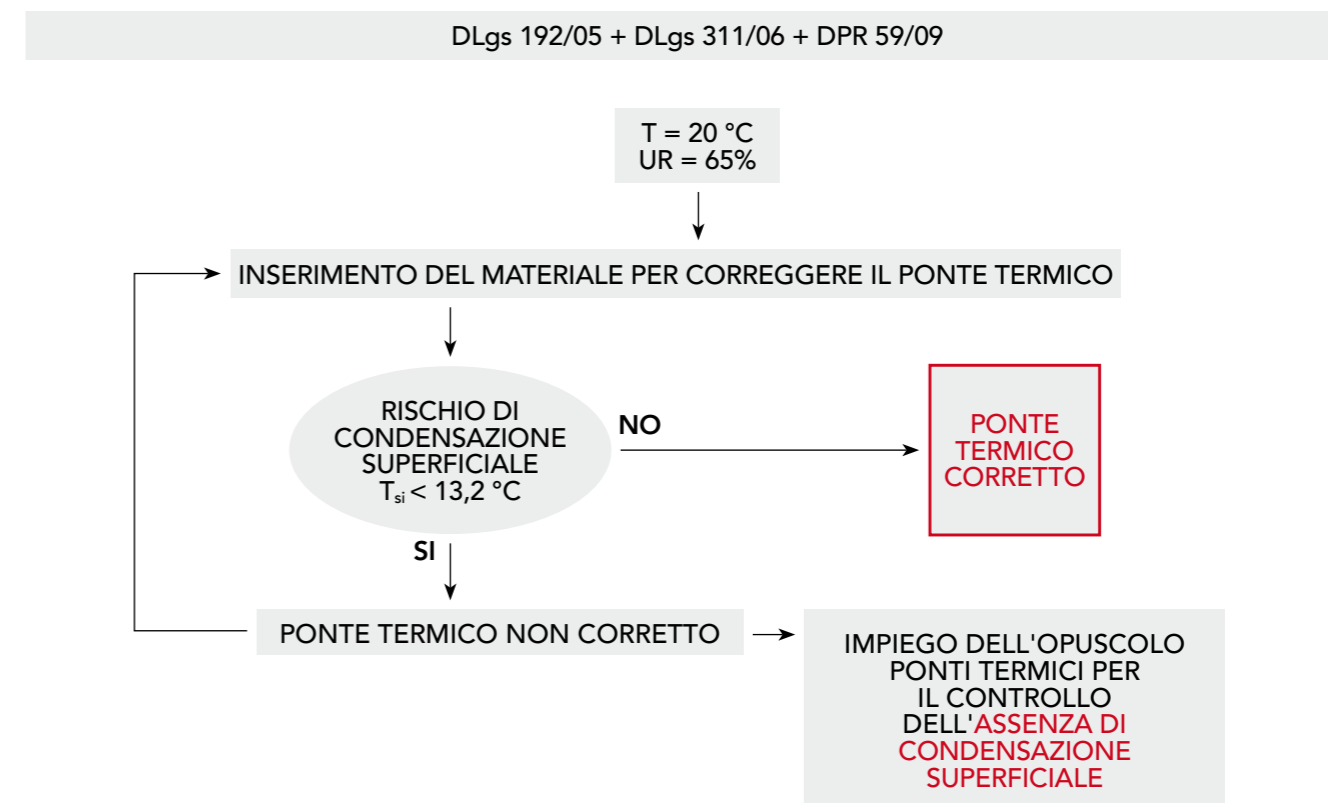 DLgs 192/05 + DLgs 311/06 + DPR 59/09
T = 20 °C
UR = 65%
INSERIMENTO DEL MATERIALE PER CORREGGERE IL PONTE TERMICO
RISCHIO DI
CONDENSAZIONE
SUPERFICIALE
Tsi < 13,2 °C
NO
PONTE
TERMICO
CORRETTO
SI
PONTE TERMICO NON CORRETTO
IMPIEGO DELL'OPUSCOLO
PONTI TERMICI PER
IL CONTROLLO
DELL'ASSENZA DI
CONDENSAZIONE
SUPERFICIALE